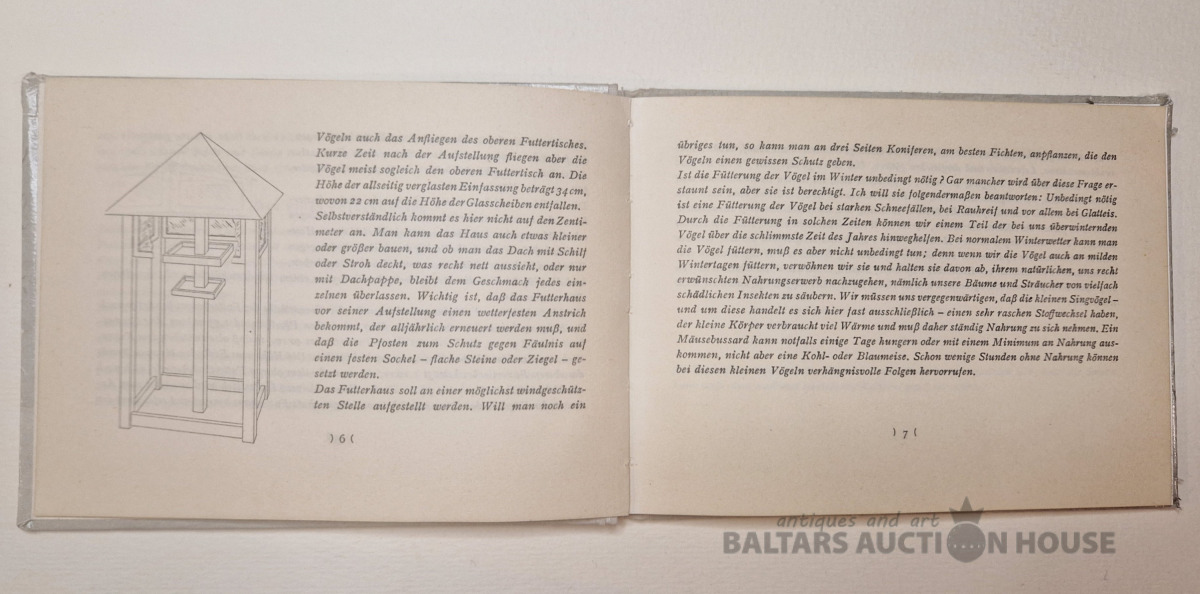 Vögeln auch das Anfliegen des oberen Futtertisches.
Kurze Zeit nach der Aufstellung fliegen aber die
Vögel meist sogleich den oberen Futtertisch an. Die
Höhe der allseitig verglasten Einfassung beträgt 34 cm,
wovon 22 cm auf die Höhe der Glasscheiben entfallen.
Selbstverständlich kommt es hier nicht auf den Zenti-
meter an. Man kann das Haus auch etwas kleiner
oder größer bauen, und ob man das Dach mit Schilf
oder Stroh deckt, was recht nett aussieht, oder nur
mit Dachpappe, bleibt dem Geschmack jedes ein-
zelnen überlassen. Wichtig ist, daß das Futterhaus
vor seiner Aufstellung einen wetterfesten Anstrich
bekommt, der alljährlich erneuert werden muß, und
daß die Pfosten zum Schutz gegen Fäulnis auf
einen festen Sockel – flache Steine oder Ziegel – ge-
setzt werden.
Das Futterhaus soll an einer möglichst windgeschütz-
ten Stelle aufgestellt werden. Will man noch ein
) 6 (
übriges tun, so kann man an drei Seiten Koniferen, am besten Fichten, anpflanzen, die den
Vögeln einen gewissen Schutz geben.
Ist die Fütterung der Vögel im Winter unbedingt nötig? Gar mancher wird über diese Frage er-
staunt sein, aber sie ist berechtigt. Ich will sie folgendermaßen beantworten: Unbedingt nötig
ist eine Fütterung der Vögel bei starken Schneefällen, bei Rauhreif und vor allem bei Glatteis.
Durch die Fütterung in solchen Zeiten können wir einem Teil der bei uns überwinternden
Vögel über die schlimmste Zeit des Jahres hinweghelfen. Bei normalem Winterwetter kann man
die Vögel füttern, muß es aber nicht unbedingt tun; denn wenn wir die Vögel auch an milden
Wintertagen füttern, verwöhnen wir sie und halten sie davon ab, ihrem natürlichen, uns recht
erwünschten Nahrungserwerb nachzugehen, nämlich unsere Bäume und Sträucher von vielfach
schädlichen Insekten zu säubern. Wir müssen uns vergegenwärtigen, daß die kleinen Singvögel –
und um diese handelt es sich hier fast ausschließlich – einen sehr raschen Stoffwechsel haben,
der kleine Körper verbraucht viel Wärme und muß daher ständig Nahrung zu sich nehmen. Ein
Mäusebussard kann notfalls einige Tage hungern oder mit einem Minimum an Nahrung aus-
kommen, nicht aber eine Kohl- oder Blaumeise. Schon wenige Stunden ohne Nahrung können
bei diesen kleinen Vögeln verhängnisvolle Folgen hervorrufen.
) 7 (
antiques and art
BALTARS AUCTION HOUSE